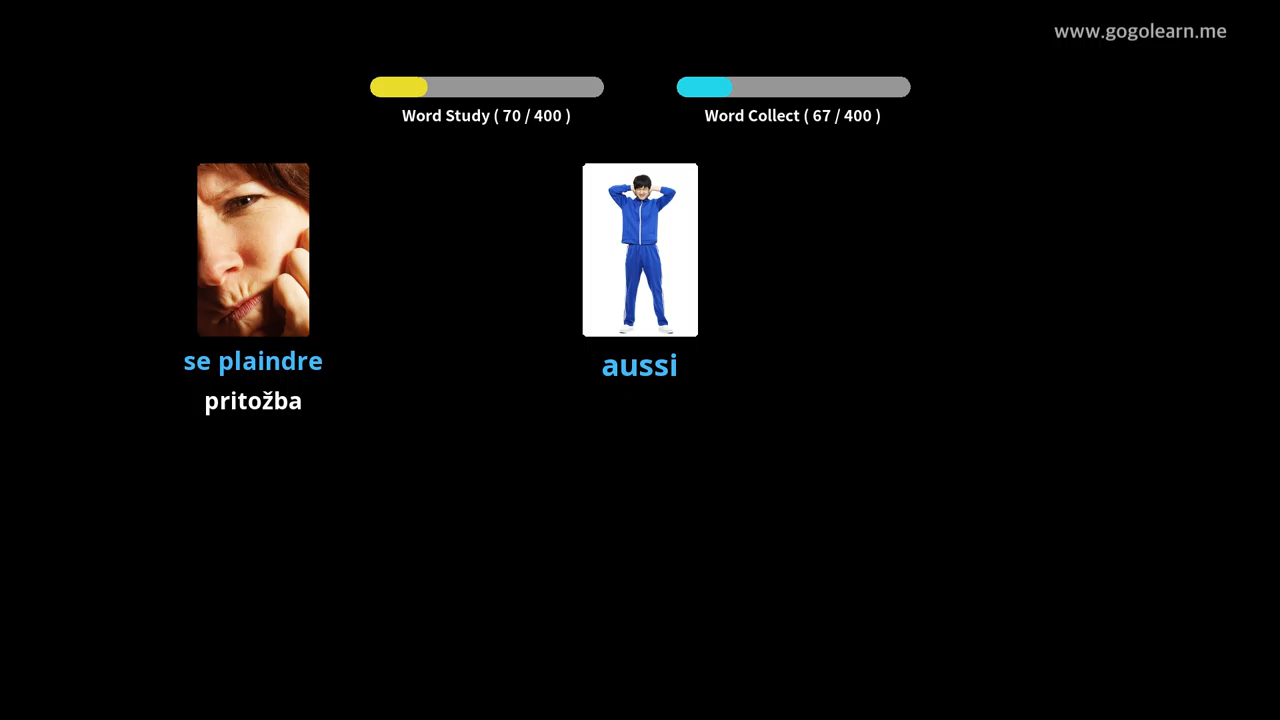 www.gogolearn.me
Word Study ( 70 / 400 )
Word Collect ( 67 / 400 )
se plaindre
pritožba
aussi